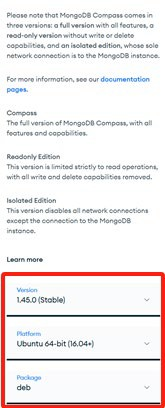 Please note that MongoDB Compass comes in
three versions: a full version with all features, a
read-only version without write or delete
capabilities, and an isolated edition, whose sole
network connection is to the MongoDB instance.
For more information, see our documentation
pages.
Compass
The full version of MongoDB Compass, with all
features and capabilities.
Readonly Edition
This version is limited strictly to read operations,
with all write and delete capabilities removed.
Isolated Edition
This version disables all network connections
except the connection to the MongoDB
instance.
Learn more
Version
1.45.0 (Stable)
Platform
Ubuntu 64-bit (16.04+)
Package
deb